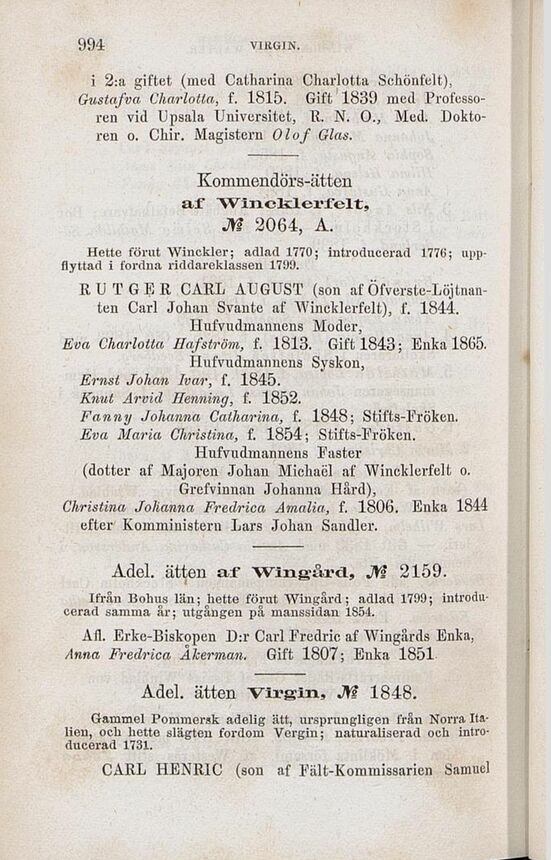 994 VIRGIN.
i 2:a giftet (med Catharina Charlotta Schönfelt),
Gustafva Charlotta, f. 1815. Gift 1839 med Professo-
ren vid Upsala Universitet, R. N. O., Med. Dokto-
ren o. Chir. Magistern Olof Glas.
Kommendörs-ätten
af Wincklerfelt,
№ 2064, A.
Hette förut Winckler; adlad 1770; introducerad 1776; upp-
flyttad i fordna riddareklassen 1799.
RUTGER CARL AUGUST (son af Öfverste-Löjtnan-
ten Carl Johan Svante af Wincklerfelt), f. 1844.
Hufvudmannens Moder,
Eva Charlotta Hafström, f. 1813. Gift 1843; Enka 1865.
Hufvudmannens Syskon,
Ernst Johan Ivar, f. 1845.
Knut Arvid Henning, f. 1852.
Fanny Johanna Catharina, f. 1848; Stifts-Fröken.
Eva Maria Christina, f. 1854; Stifts-Fröken.
Hufvudmannens Faster
(dotter af Majoren Johan Michaël af Wincklerfelt o.
Grefvinnan Johanna Hård),
Christina Johanna Fredrica Amalia, f. 1806. Enka 1844
efter Komministern Lars Johan Sandler.
Adel. ätten af Wingård, № 2159.
Ifrån Bohus län; hette förut Wingård; adlad 1799; introdu-
cerad samma år; utgången på manssidan 1854.
Afl. Erke-Biskopen D:r Carl Fredric af Wingårds Enka,
Anna Fredrica Åkerman. Gift 1807; Enka 1851
Adel. ätten Virgin, № 1848.
Gammel Pommersk adelig ätt, ursprungligen från Norra Ita-
lien, och hette slägten fordom Vergin; naturaliserad och intro-
ducerad 1731.
CARL HENRIC (son af Fält-Kommissarien Samuel